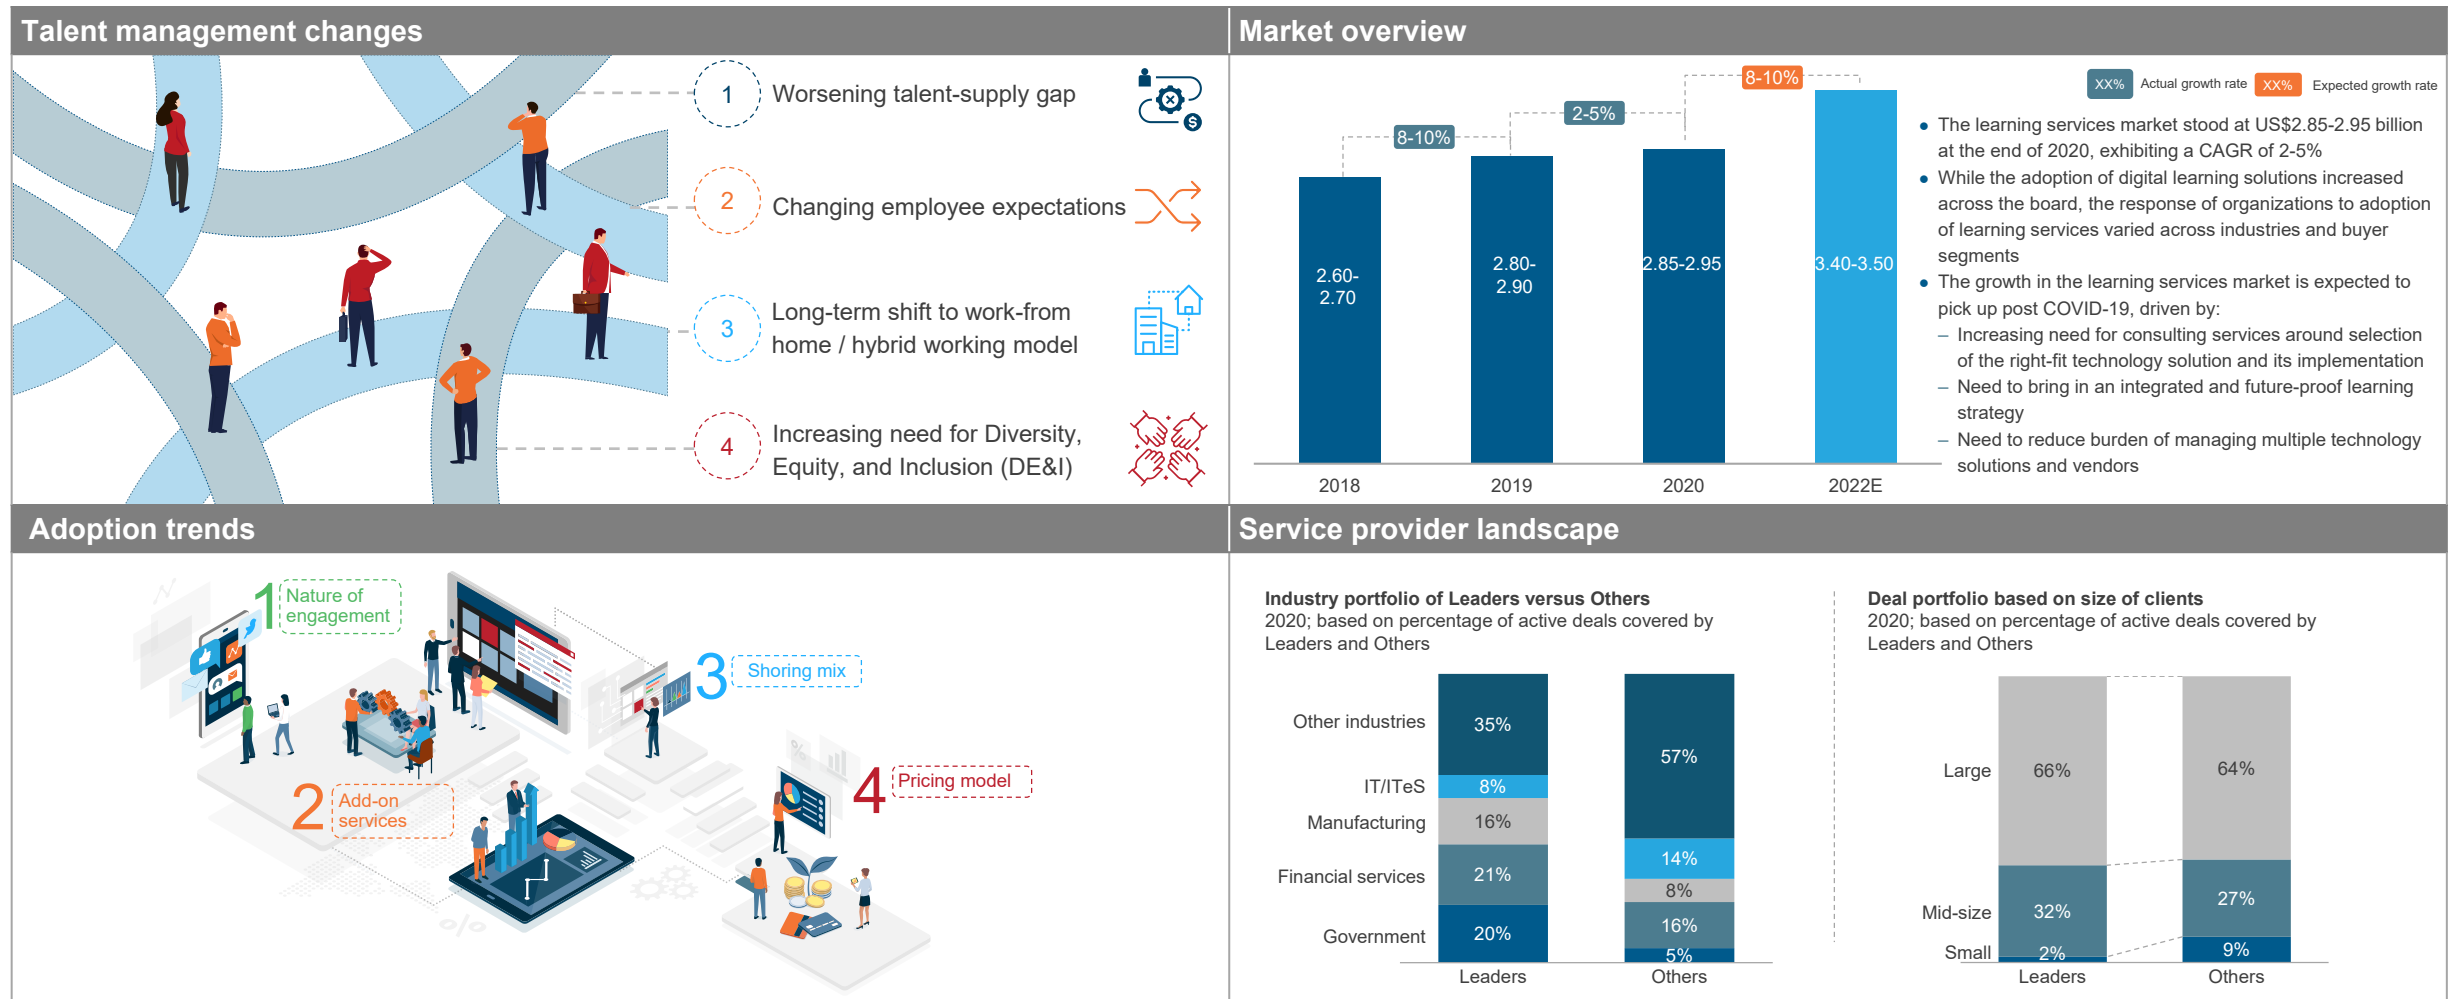 Talent management changes
1
Worsening talent-supply gap
2
Changing employee expectations
3
Long-term shift to work-from
home / hybrid working model
4
Increasing need for Diversity,
Equity, and Inclusion (DE&I)
Market overview
8-10%
2-5%
8-10%
XX% Actual growth rate
XX% Expected growth rate
2.60-
2.70
2.80-
2.90
2.85-2.95
3.40-3.50
2018
2019
2020
2022E
● The learning services market stood at US$2.85-2.95 billion
at the end of 2020, exhibiting a CAGR of 2-5%
● While the adoption of digital learning solutions increased
across the board, the response of organizations to adoption
of learning services varied across industries and buyer
segments
● The growth in the learning services market is expected to
pick up post COVID-19, driven by:
– Increasing need for consulting services around selection
of the right-fit technology solution and its implementation
– Need to bring in an integrated and future-proof learning
strategy
– Need to reduce burden of managing multiple technology
solutions and vendors
Adoption trends
1
Nature of
engagement
2
Add-on
services
3
Shoring mix
4
Pricing model
%
%
Service provider landscape
Industry portfolio of Leaders versus Others
2020; based on percentage of active deals covered by
Leaders and Others
Other industries
IT/ITeS
Manufacturing
Financial services
Government
35%
8%
16%
21%
20%
57%
14%
8%
16%
5%
Leaders
Others
Deal portfolio based on size of clients
2020; based on percentage of active deals covered by
Leaders and Others
Large
Mid-size
Small
66%
32%
2%
64%
27%
9%
Leaders
Others